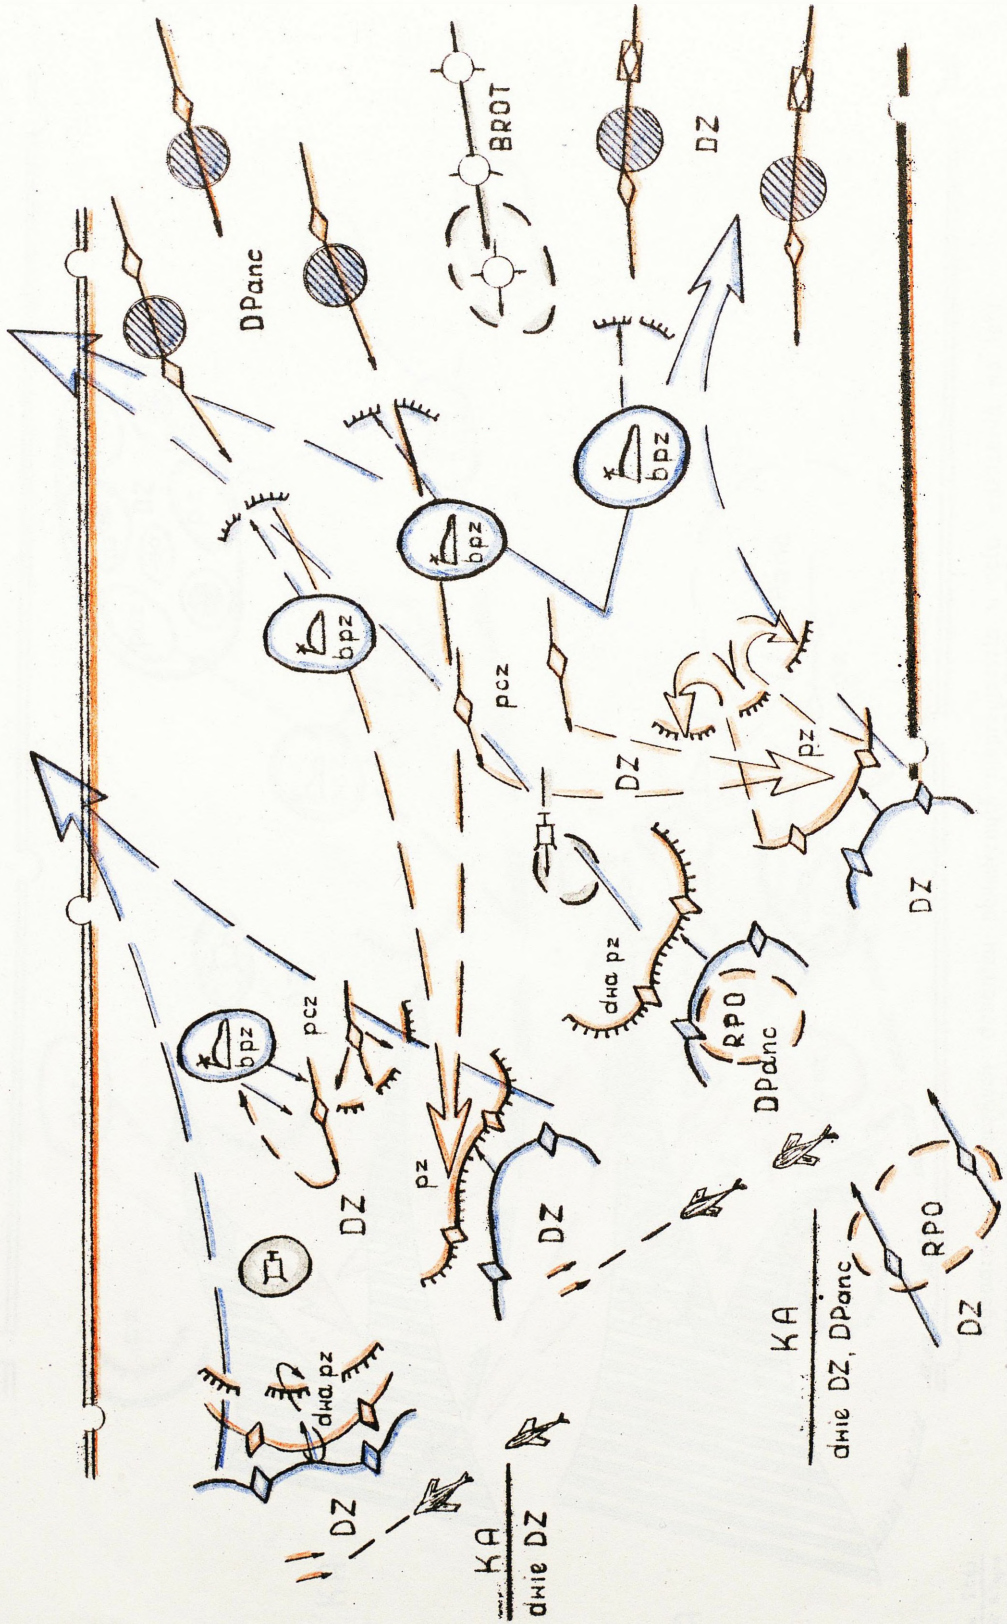 DPanc
bpz
pcz
dwa pz
DZ
bpz
DZ
pz
bpz
KA
dwie DZ
pcz
BROT
DZ
dwa pz
DZ
bpz
DZ
RPO
DPanc
KA
dwie DZ, DPanc
pz
DZ
RPO
DZ